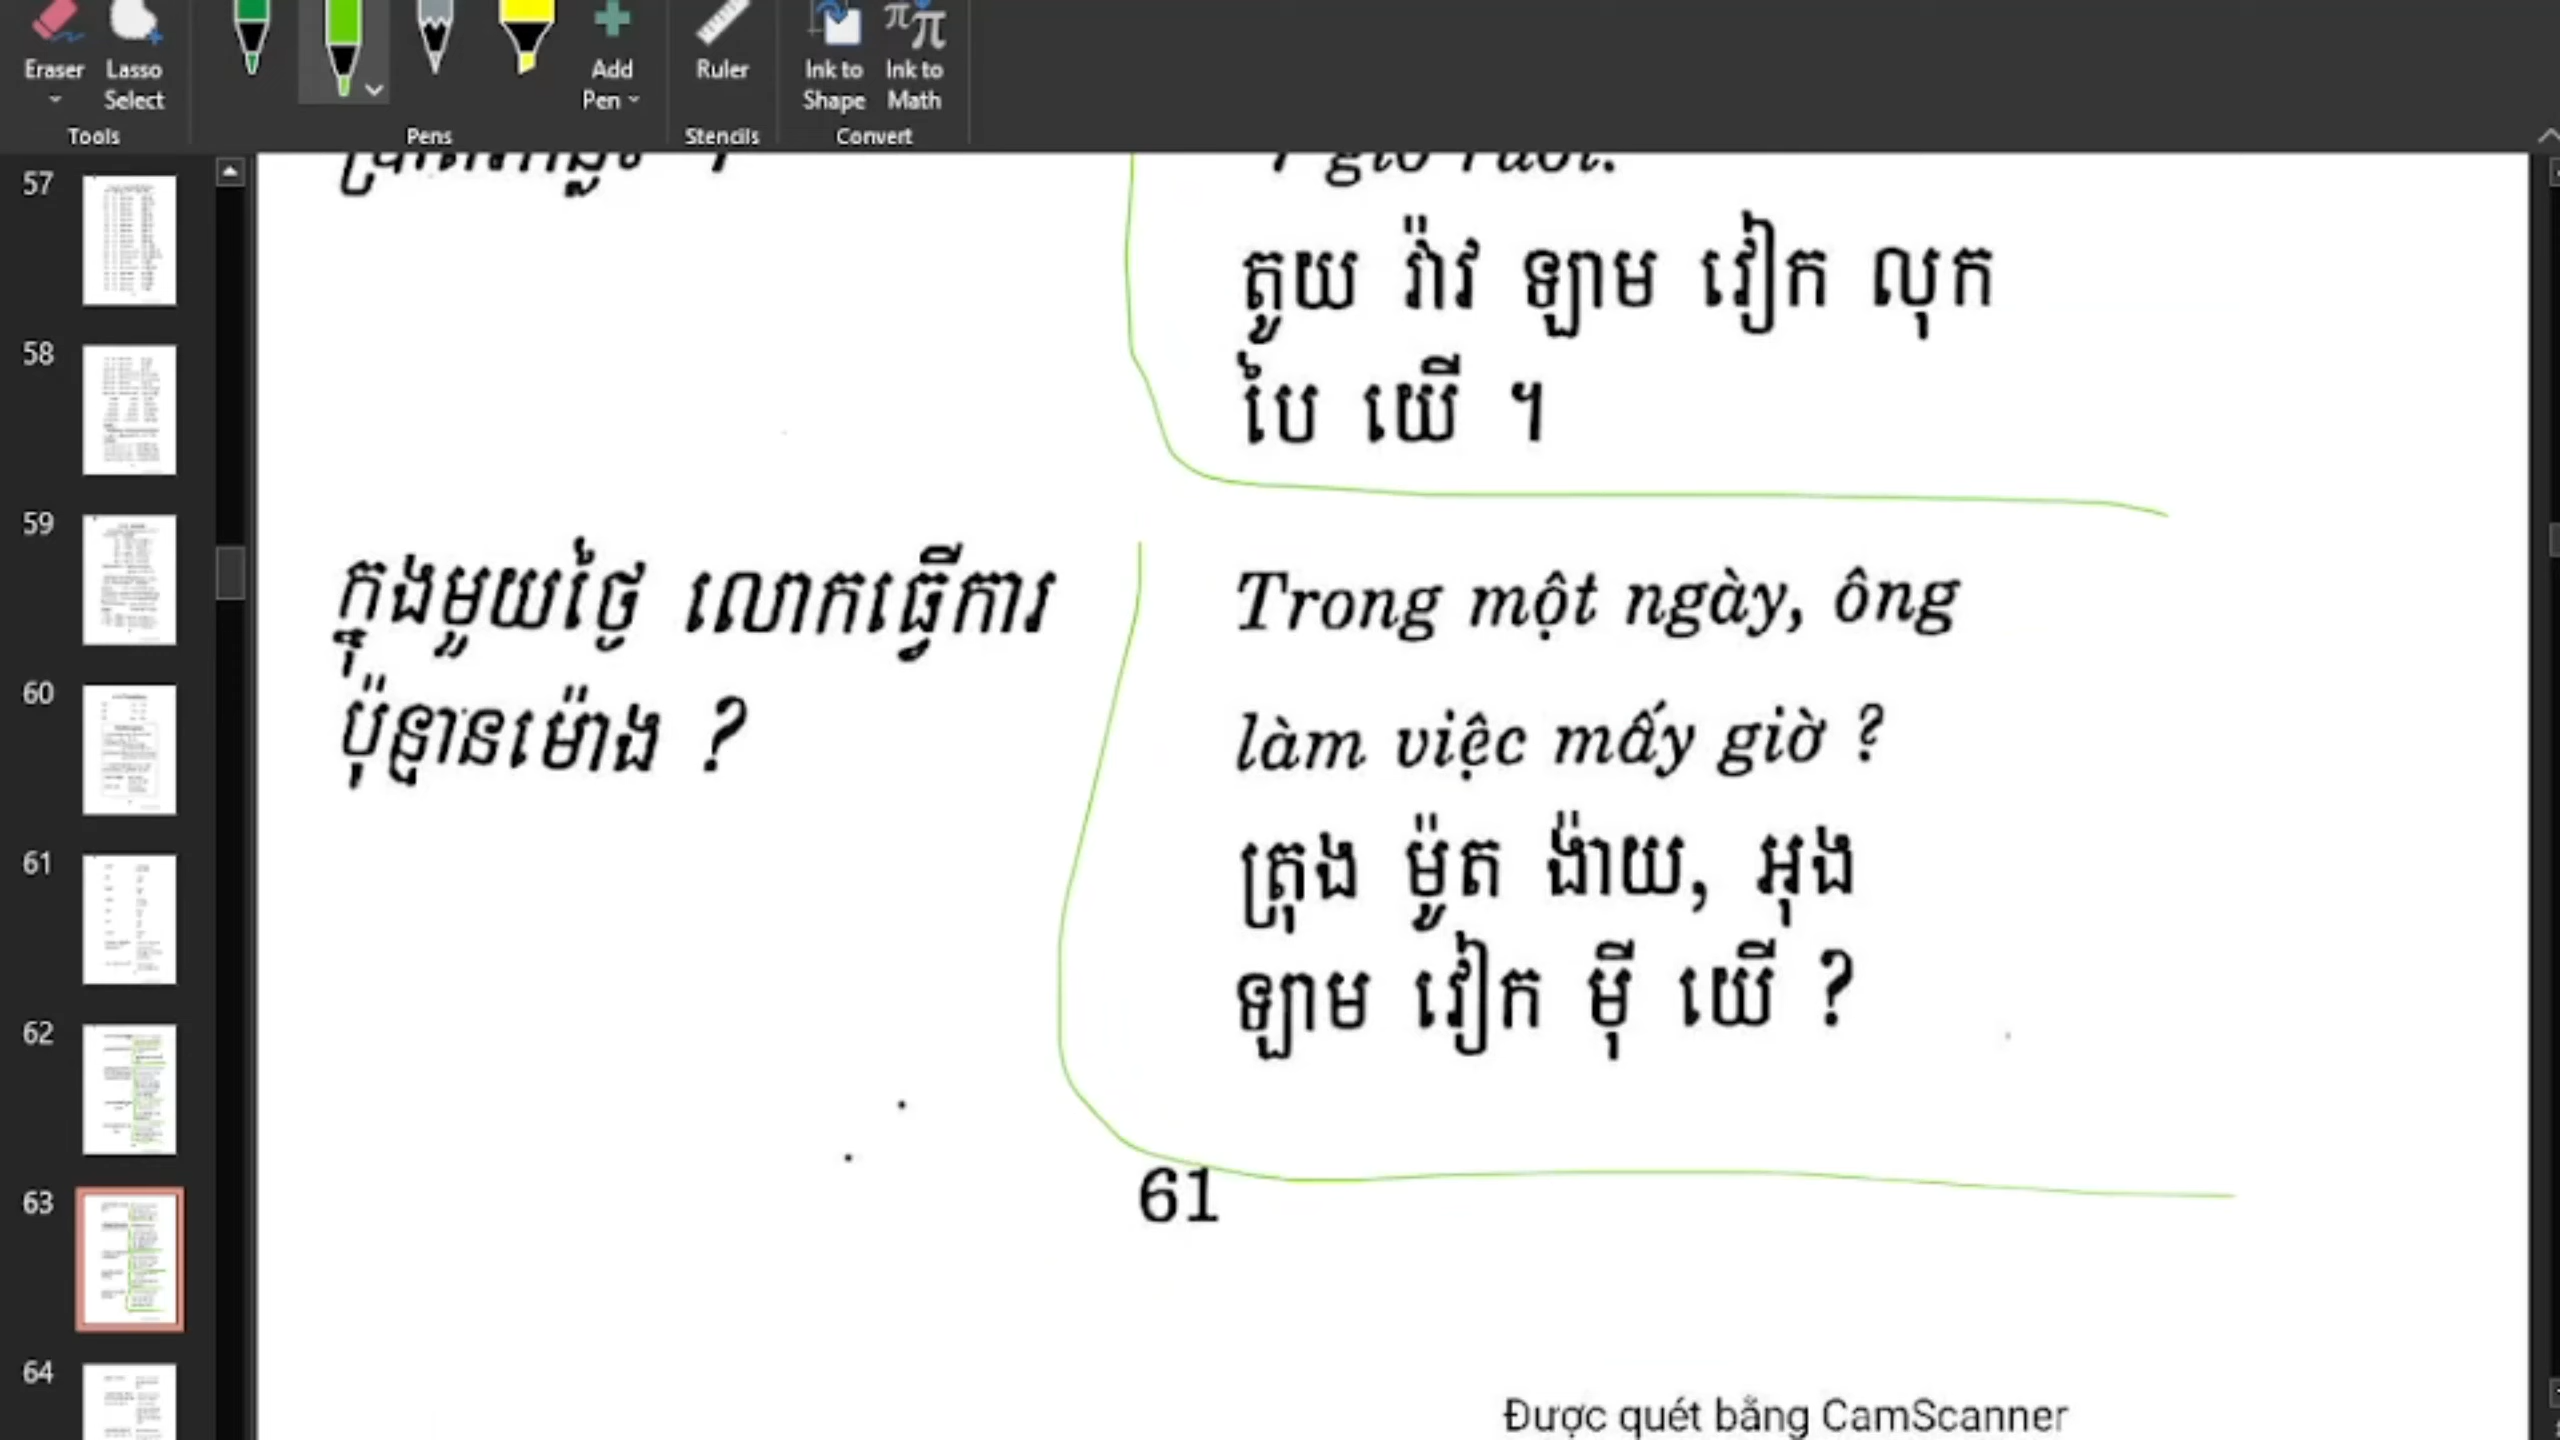 Eraser
Lasso Select
Add Pen
Ruler
Ink to Shape
Ink to Math
Tools
Pens
Stencils
Convert
57
58
59
60
61
62
63
64
តូយ វ៉ាវ ឡាម វៀក លុក
បៃ យើ ។
ក្នុងមួយថ្ងៃ លោកធ្វើការ
ប៉ុន្មានម៉ោង ?
Trong một ngày, ông
làm việc mấy giờ ?
ត្រុង ម៉ូត ង៉ាយ, អុង
ឡាម វៀក ម៉ី យើ ?
61
Được quét bằng CamScanner